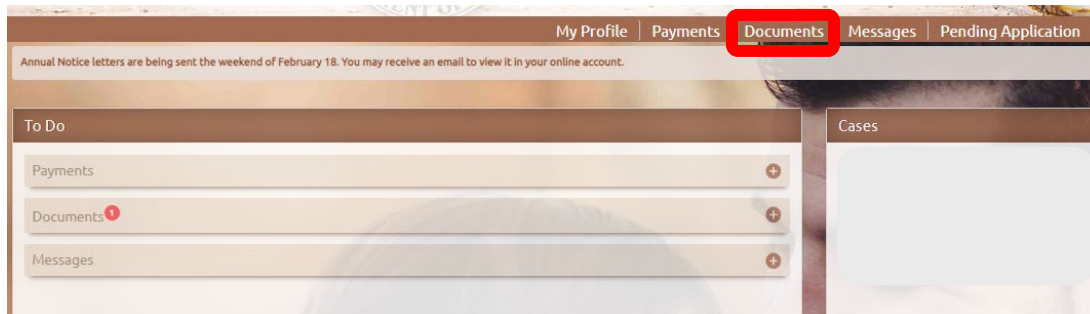 My Profile Payments Documents Messages Pending Application
Annual Notice letters are being sent the weekend of February 18. You may receive an email to view it in your online account.
To Do
Cases
Payments
Documents 1
Messages